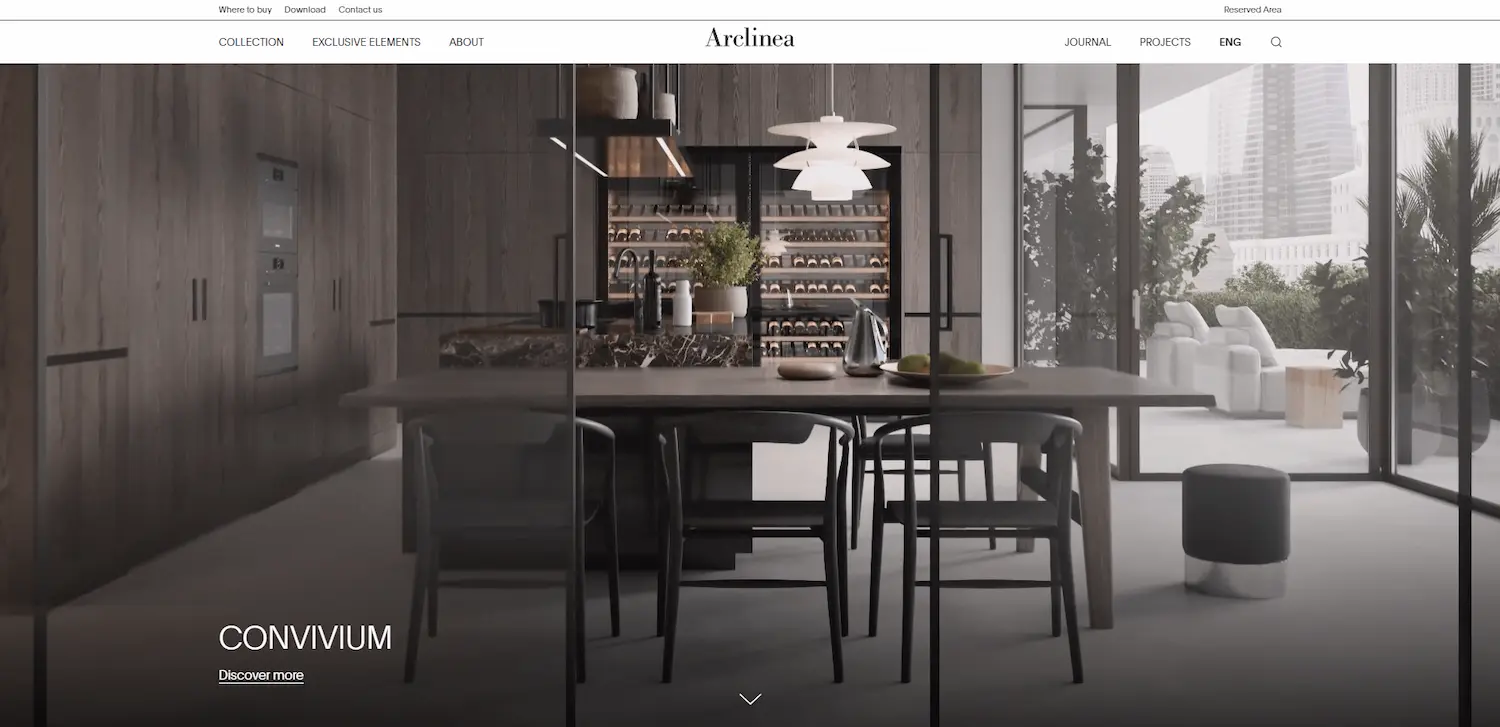 Where to buy Download Contact us Reserved Area
COLLECTION EXCLUSIVE ELEMENTS ABOUT Arclinea JOURNAL PROJECTS ENG
CONVIVIUM
Discover more